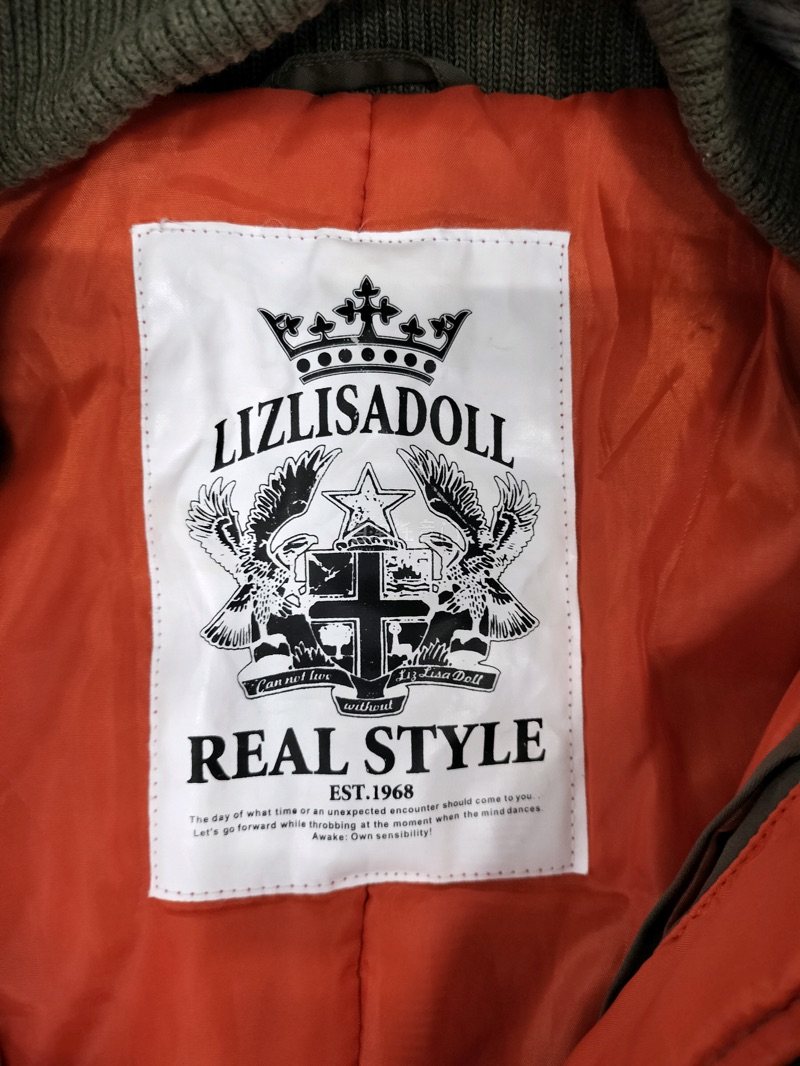 LIZLISADOLL
Can not live
without
Liz Lisa Doll
REAL STYLE
EST.1968
The day of what time or an unexpected encounter should come to you..
Let's go forward while throbbing at the moment when the mind dances.
Awake: Own sensibility!